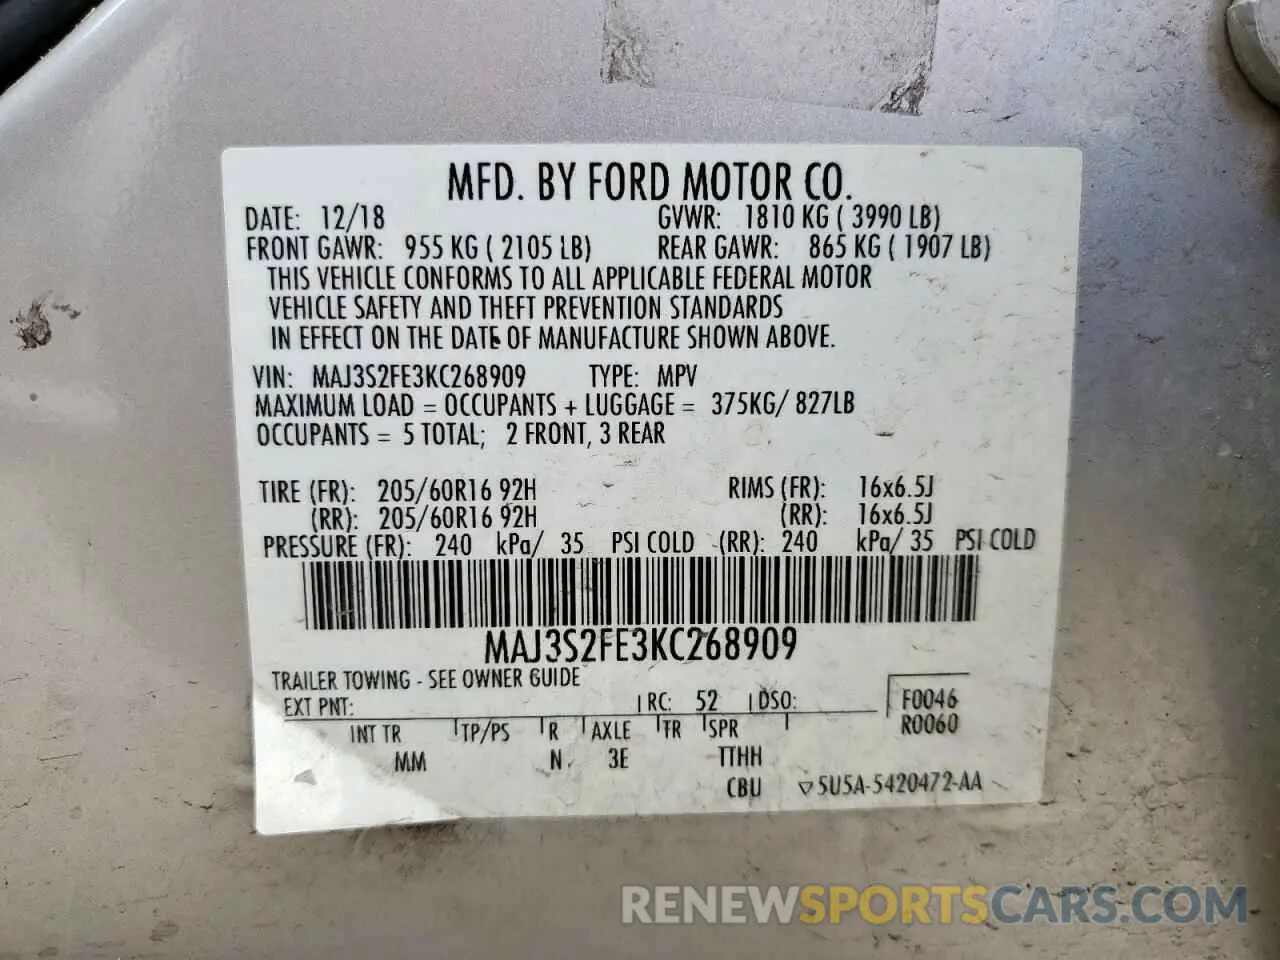 MFD. BY FORD MOTOR CO.
DATE: 12/18 GVWR: 1810 KG ( 3990 LB)
FRONT GAWR: 955 KG ( 2105 LB) REAR GAWR: 865 KG ( 1907 LB)
THIS VEHICLE CONFORMS TO ALL APPLICABLE FEDERAL MOTOR
VEHICLE SAFETY AND THEFT PREVENTION STANDARDS
IN EFFECT ON THE DATE OF MANUFACTURE SHOWN ABOVE.
VIN: MAJ3S2FE3KC268909 TYPE: MPV
MAXIMUM LOAD = OCCUPANTS + LUGGAGE = 375KG/ 827LB
OCCUPANTS = 5 TOTAL; 2 FRONT, 3 REAR
TIRE (FR): 205/60R16 92H RIMS (FR): 16x6.5J
(RR): 205/60R16 92H (RR): 16x6.5J
PRESSURE (FR): 240 kPa/ 35 PSI COLD (RR): 240 kPa/ 35 PSI COLD
MAJ3S2FE3KC268909
TRAILER TOWING - SEE OWNER GUIDE
EXT PNT: RC: 52 DSO: F0046
INT TR TP/PS R AXLE TR SPR R0060
MM N 3E TTHH
CBU ▽5U5A-5420472-AA
RENEWSPORTSCARS.COM